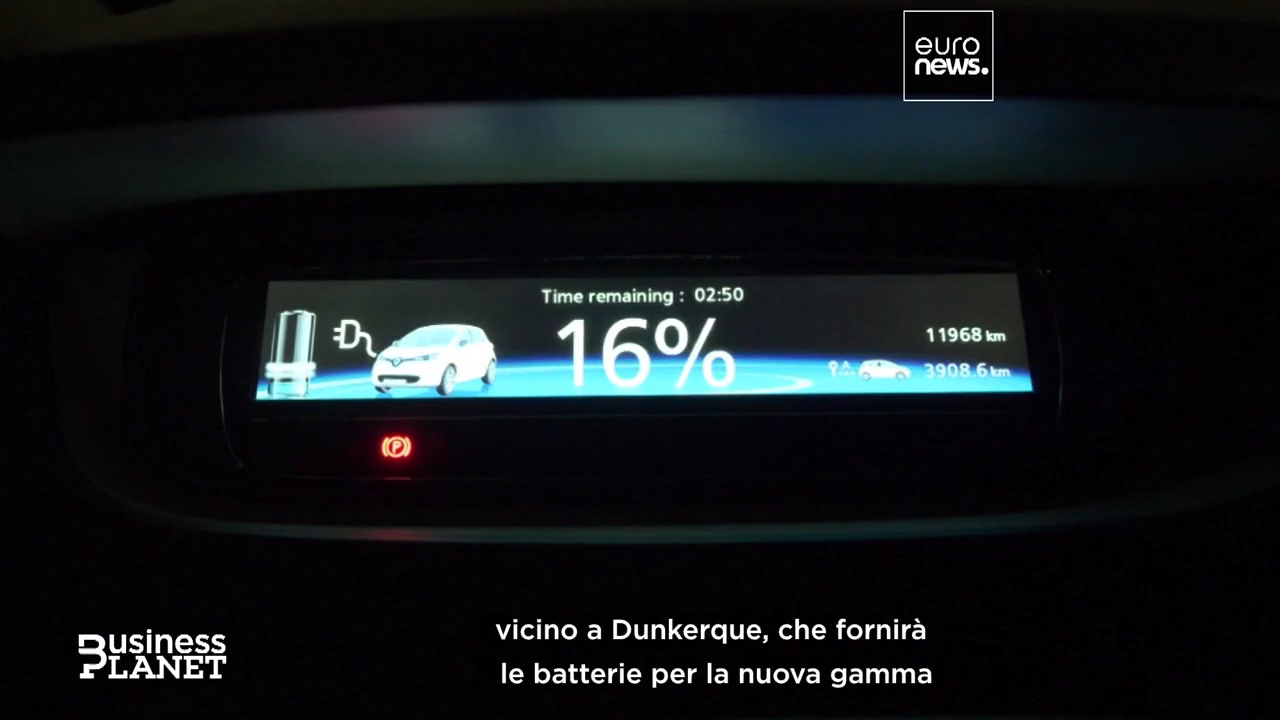 euro
news.
Time remaining : 02:50
16%
11968 km
3908.6 km
P
Business
PLANET
vicino a Dunkerque, che fornirà
le batterie per la nuova gamma